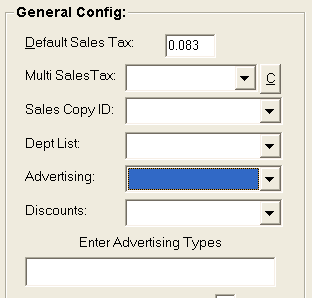 General Config:
Default Sales Tax: 0.083
Multi SalesTax: C
Sales Copy ID:
Dept List:
Advertising:
Discounts:
Enter Advertising Types